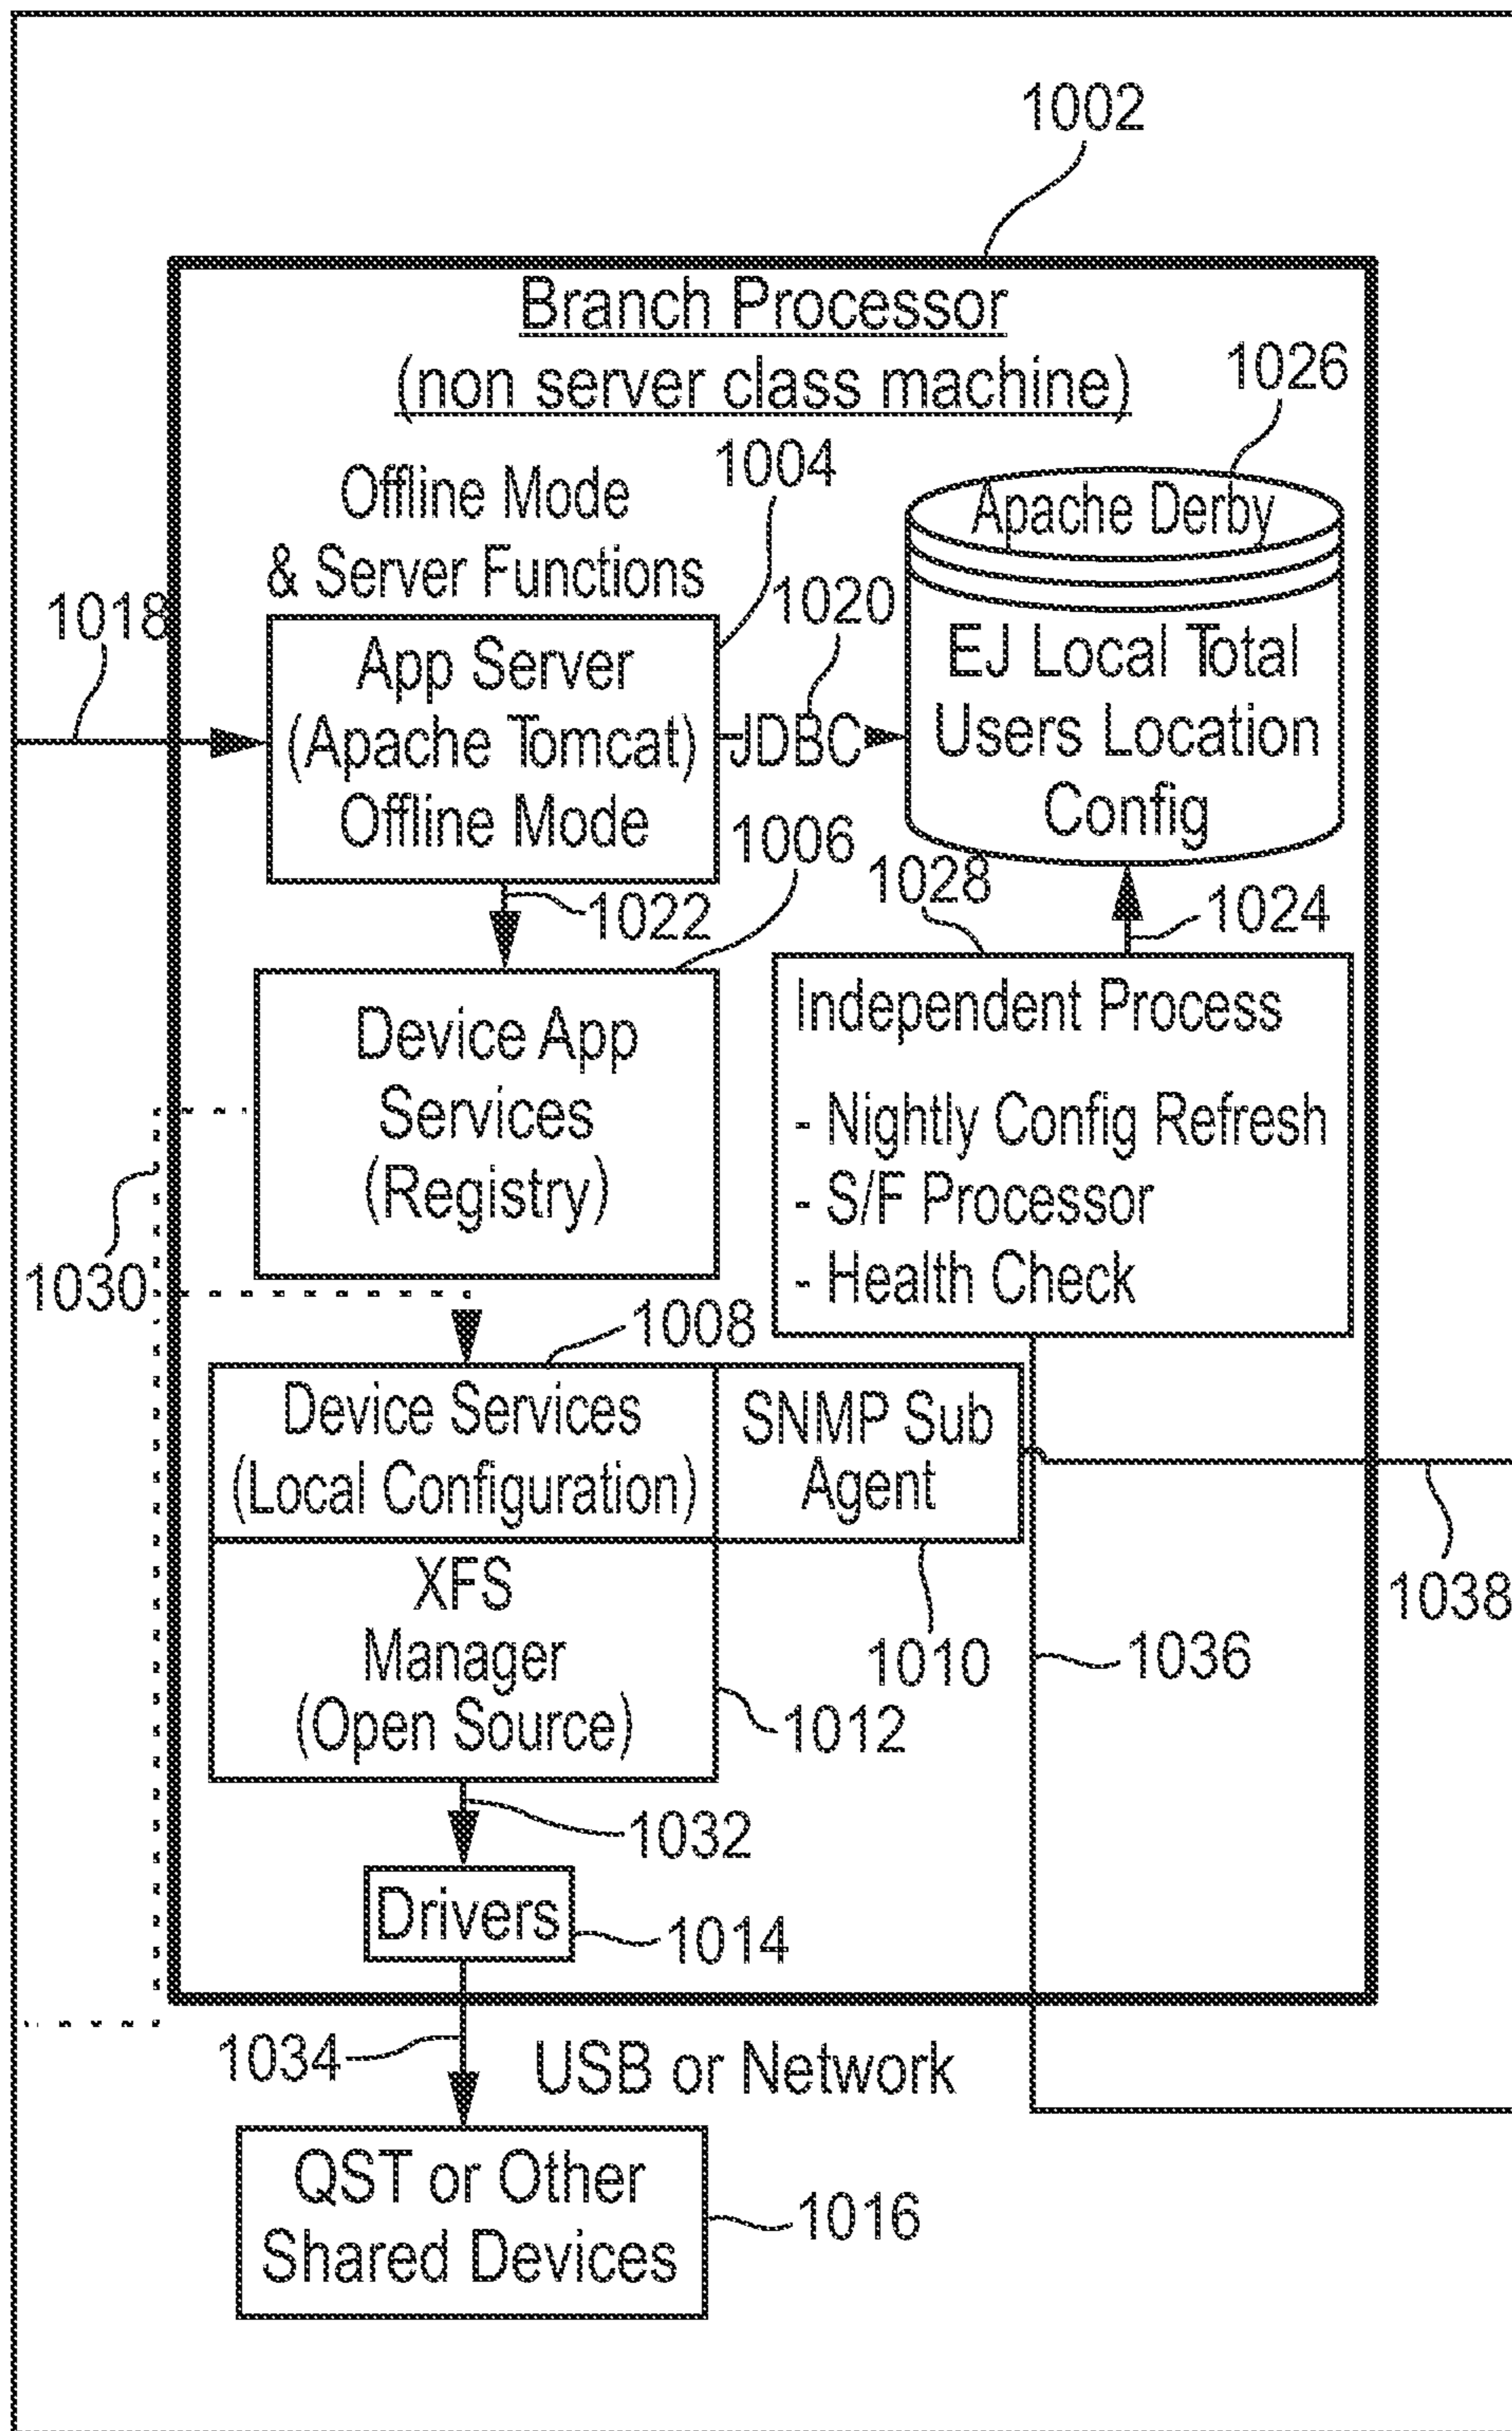 1002
Branch Processor
(non server class machine)
1026
Offline Mode
& Server Functions
1004
Apache Derby
1018
1020
App Server
(Apache Tomcat)
Offline Mode
JDBC
EJ Local Total
Users Location
Config
1006
1028
1022
1024
Device App
Services
(Registry)
Independent Process
- Nightly Config Refresh
- S/F Processor
- Health Check
1030
1008
Device Services
(Local Configuration)
SNMP Sub
Agent
1038
XFS
Manager
(Open Source)
1010
1036
1012
1032
Drivers
1014
1034
USB or Network
QST or Other
Shared Devices
1016